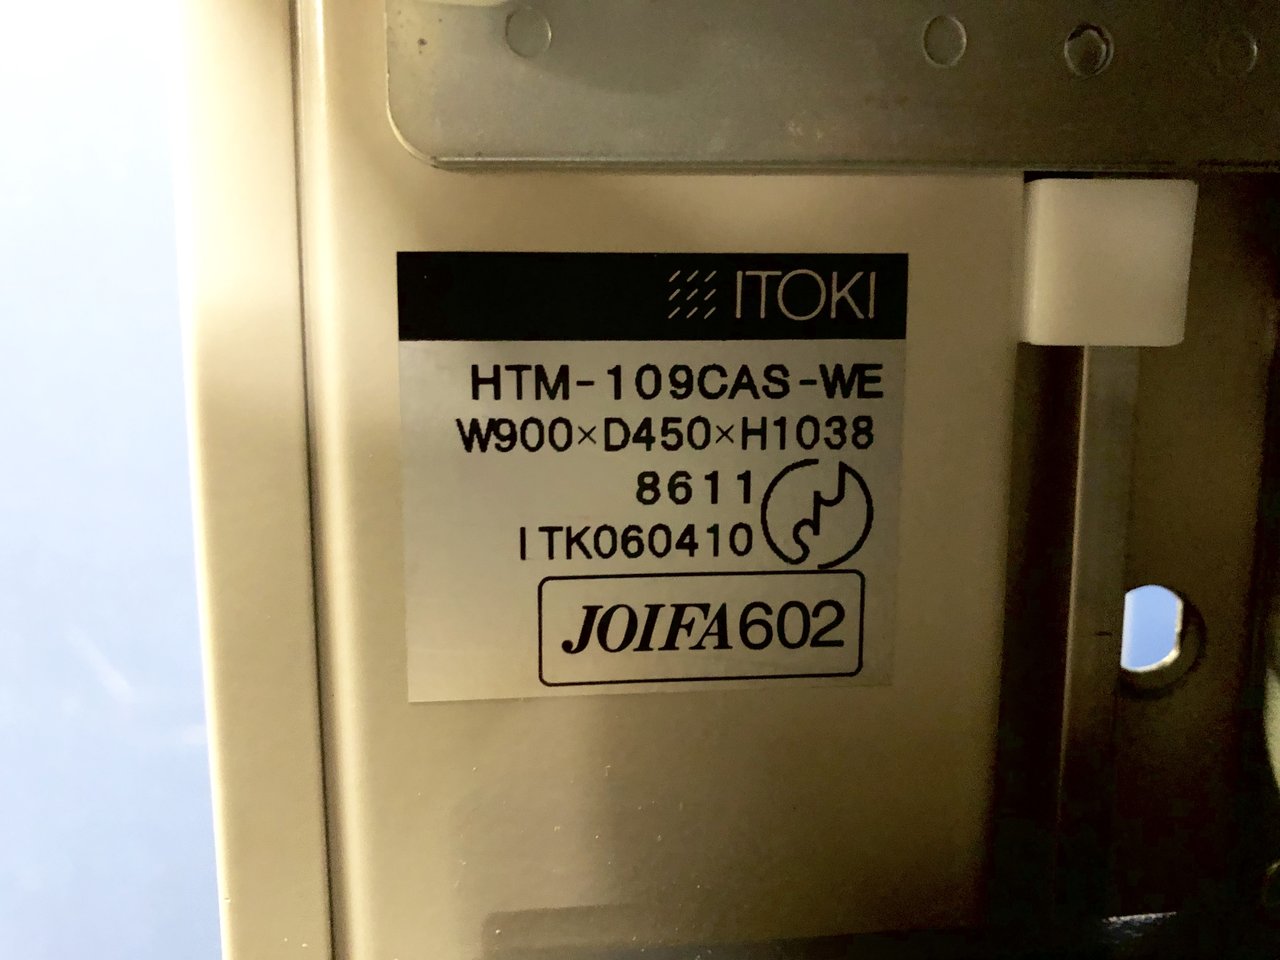 ITOKI
HTM-109CAS-WE
W900×D450×H1038
8611
ITK060410
JOIFA602